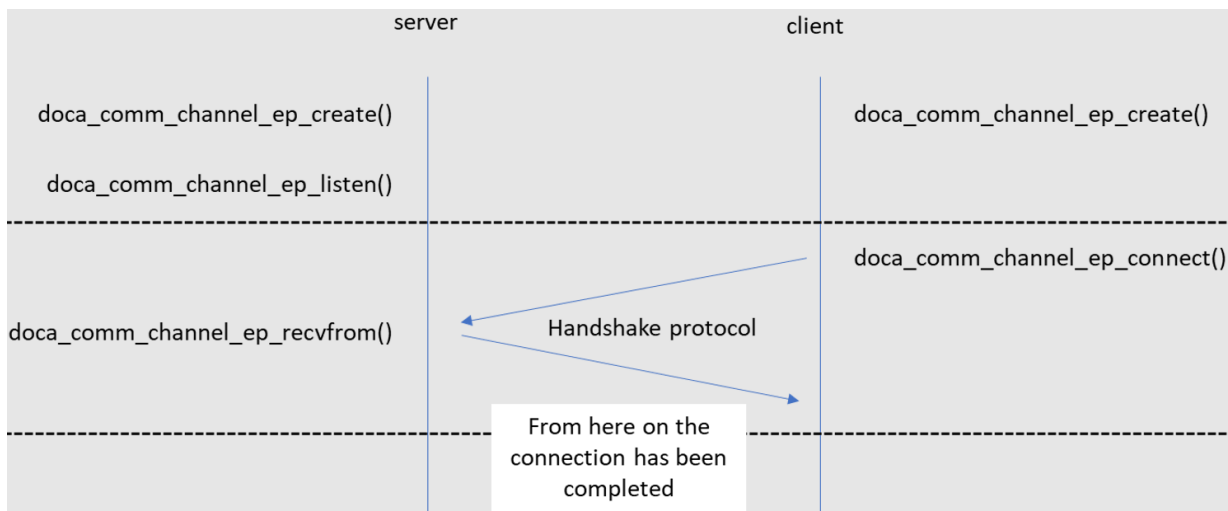 server
client
doca_comm_channel_ep_create()
doca_comm_channel_ep_create()
doca_comm_channel_ep_listen()
doca_comm_channel_ep_connect()
doca_comm_channel_ep_recvfrom()
Handshake protocol
From here on the
connection has been
completed